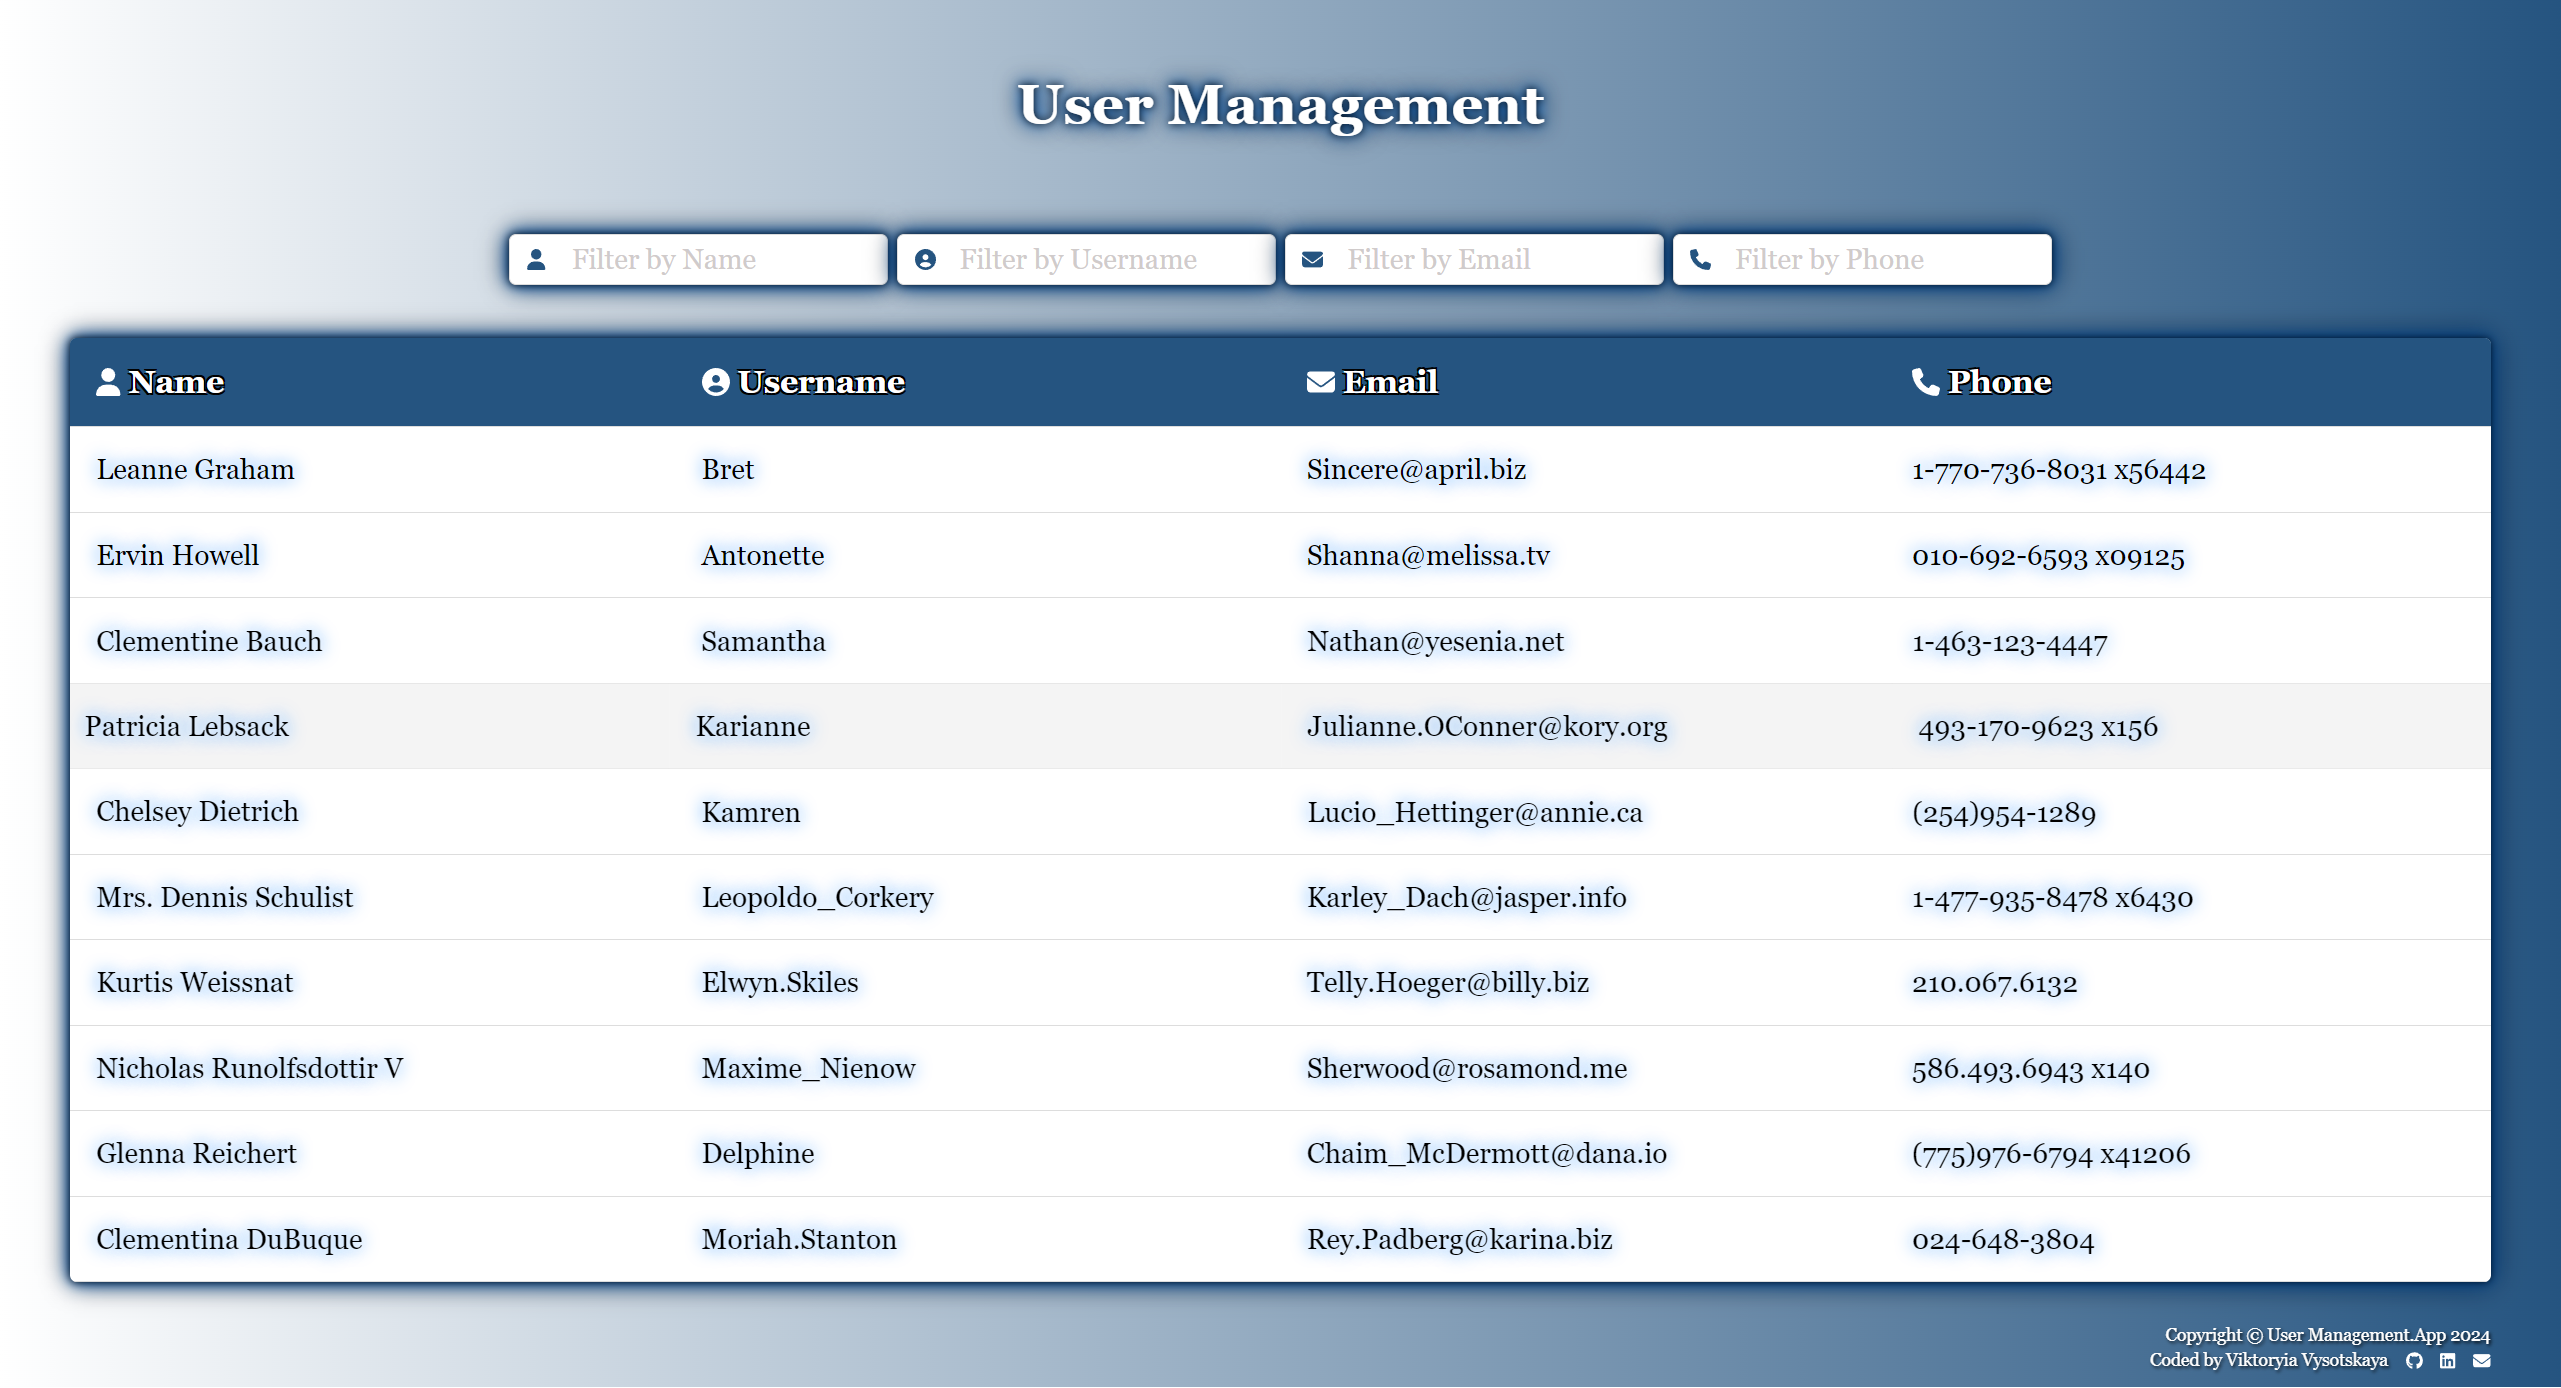 User Management
Filter by Name Filter by Username Filter by Email Filter by Phone
Name Username Email Phone
Leanne Graham Bret Sincere@april.biz 1-770-736-8031 x56442
Ervin Howell Antonette Shanna@melissa.tv 010-692-6593 x09125
Clementine Bauch Samantha Nathan@yesenia.net 1-463-123-4447
Patricia Lebsack Karianne Julianne.OConner@kory.org 493-170-9623 x156
Chelsey Dietrich Kamren Lucio_Hettinger@annie.ca (254)954-1289
Mrs. Dennis Schulist Leopoldo_Corkery Karley_Dach@jasper.info 1-477-935-8478 x6430
Kurtis Weissnat Elwyn.Skiles Telly.Hoeger@billy.biz 210.067.6132
Nicholas Runolfsdottir V Maxime_Nienow Sherwood@rosamond.me 586.493.6943 x140
Glenna Reichert Delphine Chaim_McDermott@dana.io (775)976-6794 x41206
Clementina DuBuque Moriah.Stanton Rey.Padberg@karina.biz 024-648-3804
Copyright © User Management.App 2024
Coded by Viktoryia Vysotskaya